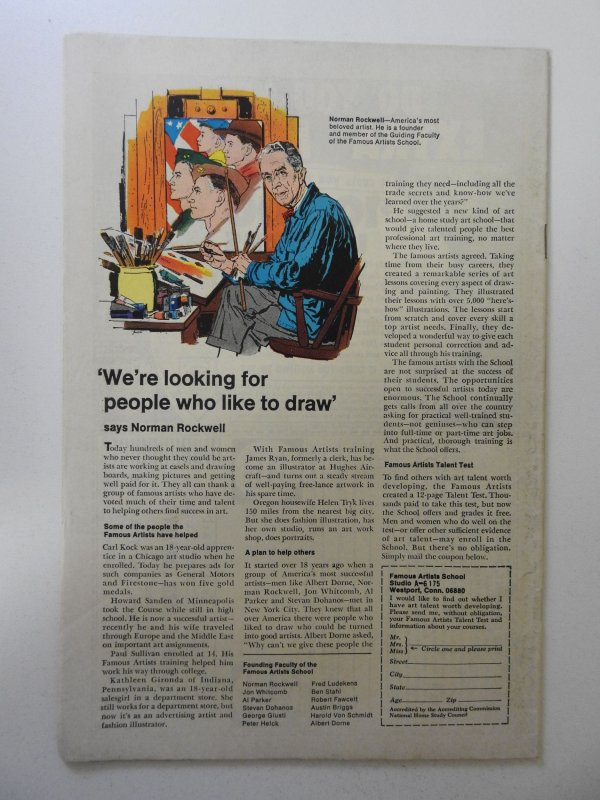 Norman Rockwell—America's most
beloved artist. He is a founder
and member of the Guiding Faculty
of the Famous Artists School.
'We're looking for
people who like to draw'
says Norman Rockwell
Today hundreds of men and women
who never thought they could be art-
ists are working at easels and drawing
boards, making pictures and getting
well paid for it. They all can thank a
group of famous artists who have de-
voted much of their time and talent
to helping others find success in art.
Some of the people the
Famous Artists have helped
Carl Kock was an 18-year-old appren-
tice in a Chicago art studio when he
enrolled. Today he prepares ads for
such companies as General Motors
and Firestone—has won five gold
medals.
Howard Sanden of Minneapolis
took the Course while still in high
school. He is now a successful artist—
recently he and his wife traveled
through Europe and the Middle East
on important art assignments.
Paul Sullivan enrolled at 14. His
Famous Artists training helped him
work his way through college.
Kathleen Gironda of Indiana,
Pennsylvania, was an 18-year-old
salesgirl in a department store. She
still works for a department store, but
now it's as an advertising artist and
fashion illustrator.
With Famous Artists training
James Ryan, formerly a clerk, has be-
come an illustrator at Hughes Air-
craft—and turns out a steady stream
of well-paying free-lance artwork in
his spare time.
Oregon housewife Helen Tryk lives
150 miles from the nearest big city.
But she does fashion illustration, has
her own studio, runs an art work
shop, does portraits.
A plan to help others
It started over 18 years ago when a
group of America's most successful
artists—men like Albert Dorne, Nor-
man Rockwell, Jon Whitcomb, Al
Parker and Stevan Dohanos—met in
New York City. They knew that all
over America there were people who
liked to draw who could be turned
into good artists. Albert Dorne asked,
"Why can't we give these people the
Founding Faculty of the
Famous Artists School
Norman Rockwell
Jon Whitcomb
Al Parker
Stevan Dohanos
George Giusti
Peter Helck
Fred Ludekens
Ben Stahl
Robert Fawcett
Austin Briggs
Harold Von Schmidt
Albert Dorne
training they need—including all the
trade secrets and know-how we've
learned over the years?"
He suggested a new kind of art
school—a home study art school—that
would give talented people the best
professional art training, no matter
where they live.
The famous artists agreed. Taking
time from their busy careers, they
created a remarkable series of art
lessons covering every aspect of draw-
ing and painting. They illustrated
their lessons with over 5,000 "here's-
how" illustrations. The lessons start
from scratch and cover every skill a
top artist needs. Finally, they de-
veloped a wonderful way to give each
student personal correction and ad-
vice all through his training.
The famous artists with the School
are not surprised at the success of
their students. The opportunities
open to successful artists today are
enormous. The School continually
gets calls from all over the country
asking for practical well-trained stu-
dents—not geniuses—who can step
into full-time or part-time art jobs.
And practical, thorough training is
what the School offers.
Famous Artists Talent Test
To find others with art talent worth
developing, the Famous Artists
created a 12-page Talent Test. Thou-
sands paid to take this test, but now
the School offers and grades it free.
Men and women who do well on the
test—or offer other sufficient evidence
of art talent—may enroll in the
School. But there's no obligation.
Simply mail the coupon below.
Famous Artists School
Studio A-6175
Westport, Conn. 06880
I would like to find out whether I
have art talent worth developing.
Please send me, without obligation,
your Famous Artists Talent Test and
information about your courses.
Mr.
Mrs. Circle one and please print
Miss
Street
City
State
Age Zip
Accredited by the Accrediting Commission
National Home Study Council